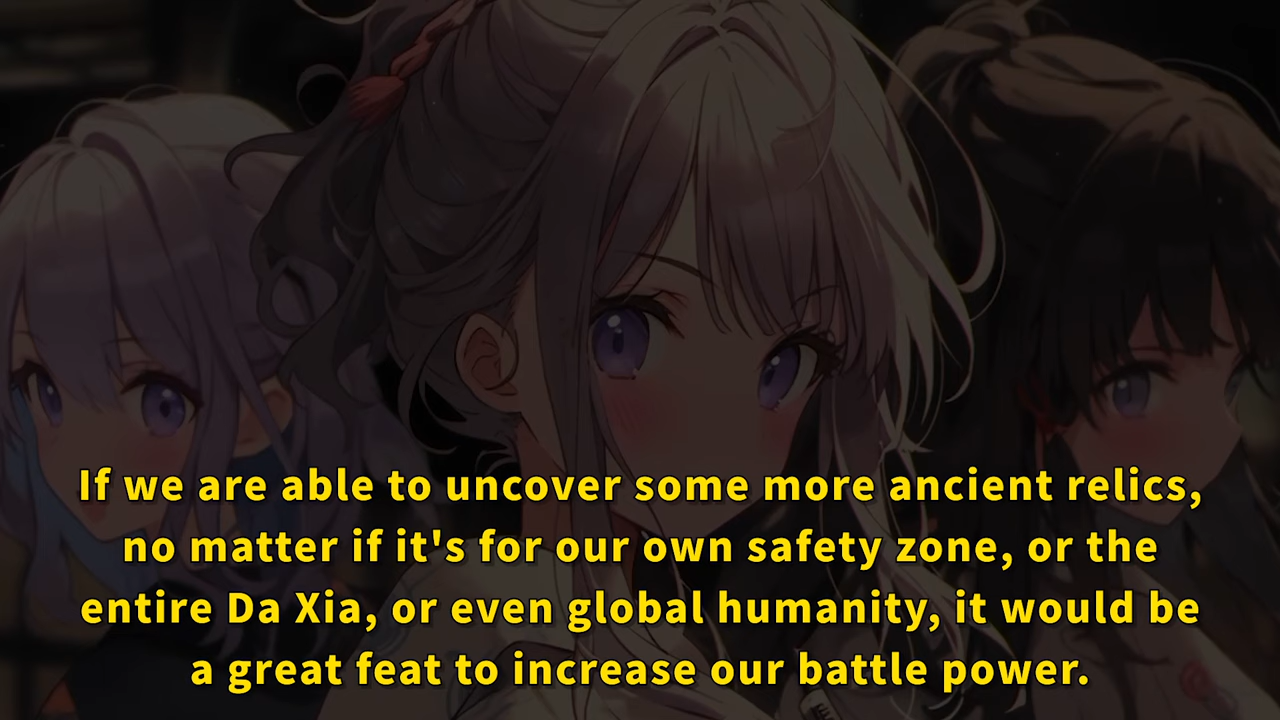 If we are able to uncover some more ancient relics,
no matter if it's for our own safety zone, or the
entire Da Xia, or even global humanity, it would be
a great feat to increase our battle power.